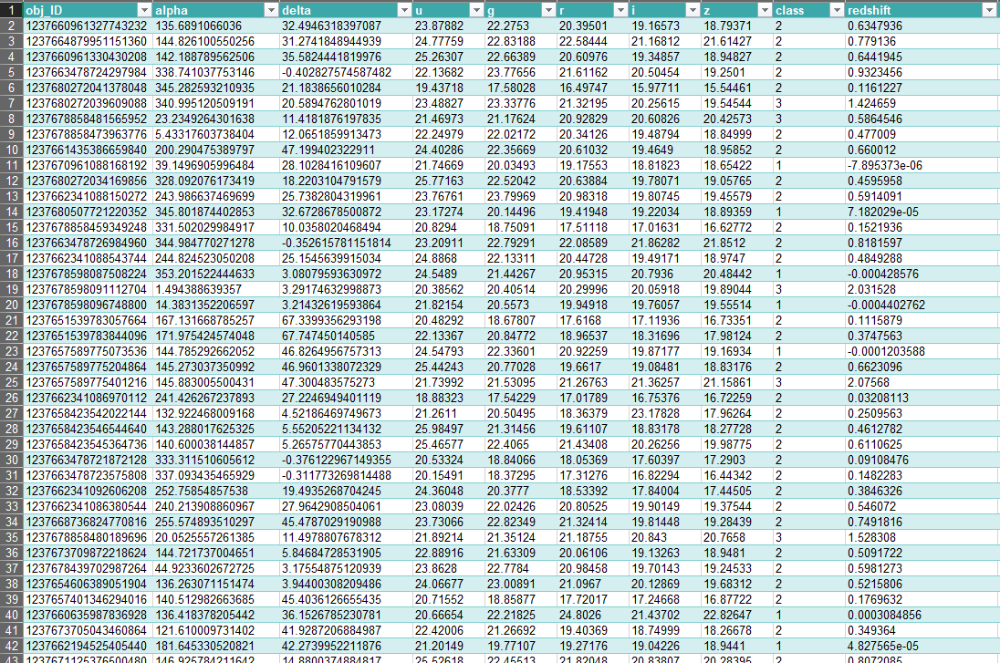 1 obj_ID alpha delta u g r i z class redshift
2 1237660961327743232 135.6891066036 32.4946318397087 23.87882 22.2753 20.39501 19.16573 18.79371 2 0.6347936
3 1237664879951151360 144.826100550256 31.2741848944939 24.77759 22.83188 22.58444 21.16812 21.61427 2 0.779136
4 1237660961330430208 142.188789562506 35.5824441819976 25.26307 22.66389 20.60976 19.34857 18.94827 2 0.6441945
5 1237663478724297984 338.741037753146 -0.402827574587482 22.13682 23.77656 21.61162 20.50454 19.2501 2 0.9323456
6 1237680272041378048 345.282593210935 21.1838656010284 19.43718 17.58028 16.49747 15.97711 15.54461 2 0.1161227
7 1237680272039609088 340.995120509191 20.5894762801019 23.48827 23.33776 21.32195 20.25615 19.54544 3 1.424659
8 1237678858481565952 23.2349264301638 11.4181876197835 21.46973 21.17624 20.92829 20.60826 20.42573 3 0.5864546
9 1237678858473963776 5.43317603738404 12.0651859913473 22.24979 22.02172 20.34126 19.48794 18.84999 2 0.477009
10 1237661435386659840 200.290475389797 47.199402322911 24.40286 22.35669 20.61032 19.4649 18.95852 2 0.660012
11 1237670961088168192 39.1496905996484 28.1028416109607 21.74669 20.03493 19.17553 18.81823 18.65422 1 -7.895373e-06
12 1237680272034169856 328.092076173419 18.2203104791579 25.77163 22.52042 20.63884 19.78071 19.05765 2 0.4595958
13 1237662341088150272 243.986637469699 25.7382804319961 23.76761 23.79969 20.98318 19.80745 19.45579 2 0.5914091
14 1237680507721220352 345.801874402853 32.6728678500872 23.17274 20.14496 19.41948 19.22034 18.89359 1 7.182029e-05
15 1237678858459349248 331.502029984917 10.0358020468494 20.8294 18.75091 17.51118 17.01631 16.62772 2 0.1521936
16 1237663478726984960 344.984770271278 -0.352615781151814 23.20911 22.79291 22.08589 21.86282 21.8512 2 0.8181597
17 1237662341088543744 244.824523050208 25.1545639915034 24.8868 22.13311 20.44728 19.49171 18.9747 2 0.4849288
18 1237678598087508224 353.201522444633 3.08079593630972 24.5489 21.44267 20.95315 20.7936 20.48442 1 -0.000428576
19 1237678598091112704 1.494388639357 3.29174632998873 20.38562 20.40514 20.29996 20.05918 19.89044 3 2.031528
20 1237678598096748800 14.3831352206597 3.21432619593864 21.82154 20.5573 19.94918 19.76057 19.55514 1 -0.0004402762
21 1237651539783057664 167.131668785257 67.3399356293198 20.48292 18.67807 17.6168 17.11936 16.73351 2 0.1115879
22 1237651539783844096 171.975424574048 67.747450140585 22.13367 20.84772 18.96537 18.31696 17.98124 2 0.3747563
23 1237657589775073536 144.785292662052 46.8264956757313 24.54793 22.33601 20.92259 19.87177 19.16934 1 -0.0001203588
24 1237657589775204864 145.273037350992 46.9601338072329 25.44243 20.77028 19.6617 19.08481 18.83176 2 0.6623096
25 1237657589775401216 145.883005500431 47.300483575273 21.73992 21.53095 21.26763 21.36257 21.15861 3 2.07568
26 1237662341086970112 241.426267237893 27.2246949401119 18.88323 17.54229 17.01789 16.75376 16.72259 2 0.03208113
27 1237658423542022144 132.922468009168 4.52186469749673 21.2611 20.50495 18.36379 23.17828 17.96264 2 0.2509563
28 1237658423546544640 143.288017625325 5.55205221134132 25.98497 21.31456 19.61107 18.83178 18.27728 2 0.4612782
29 1237658423545364736 140.600038144857 5.26575770443853 25.46577 22.4065 21.43408 20.26256 19.98775 2 0.6110625
30 1237663478721872128 333.311510605612 -0.376122967149355 20.53324 18.84066 18.05369 17.60397 17.2903 2 0.09108476
31 1237663478723575808 337.093435465929 -0.311773269814488 20.15491 18.37295 17.31276 16.82294 16.44342 2 0.1482283
32 1237662341092606208 252.75854857538 19.4935268704245 24.36048 20.3777 18.53392 17.84004 17.44505 2 0.3846326
33 1237662341086380544 240.213908860967 27.9642908504061 23.08039 22.02426 20.80525 19.90149 19.37544 2 0.546072
34 1237668736824770816 255.574893510297 45.4787029190988 23.73066 22.82349 21.32414 19.81448 19.28439 2 0.7491816
35 1237678858480189696 20.0525557261385 11.4978807678312 21.89214 21.35124 21.18755 20.843 20.7658 3 1.528308
36 1237673709872218624 144.721737004651 5.84684728531905 22.88916 21.63309 20.06106 19.13263 18.9481 2 0.5091722
37 1237678439702987264 44.9233602672725 3.17554875120939 23.8628 22.7784 20.98458 19.70143 19.24533 2 0.5981273
38 1237654606389051904 136.263071151474 3.94400308209486 24.06677 23.00891 21.0967 20.12869 19.68312 2 0.5215806
39 1237657401346294016 140.512982663685 45.4036126655435 20.71552 18.85877 17.72017 17.24668 16.87722 2 0.1769632
40 1237660635987836928 136.418378205442 36.1526785230781 20.66654 22.21825 24.8026 21.43702 22.82647 1 0.0003084856
41 1237673705043460864 121.610009731402 41.9287206884987 22.42006 21.26692 19.40369 18.74999 18.26678 2 0.349364
42 1237662194525405440 181.645330520821 42.2739952211876 21.20149 19.77107 19.27176 19.04226 18.9441 1 4.827565e-05